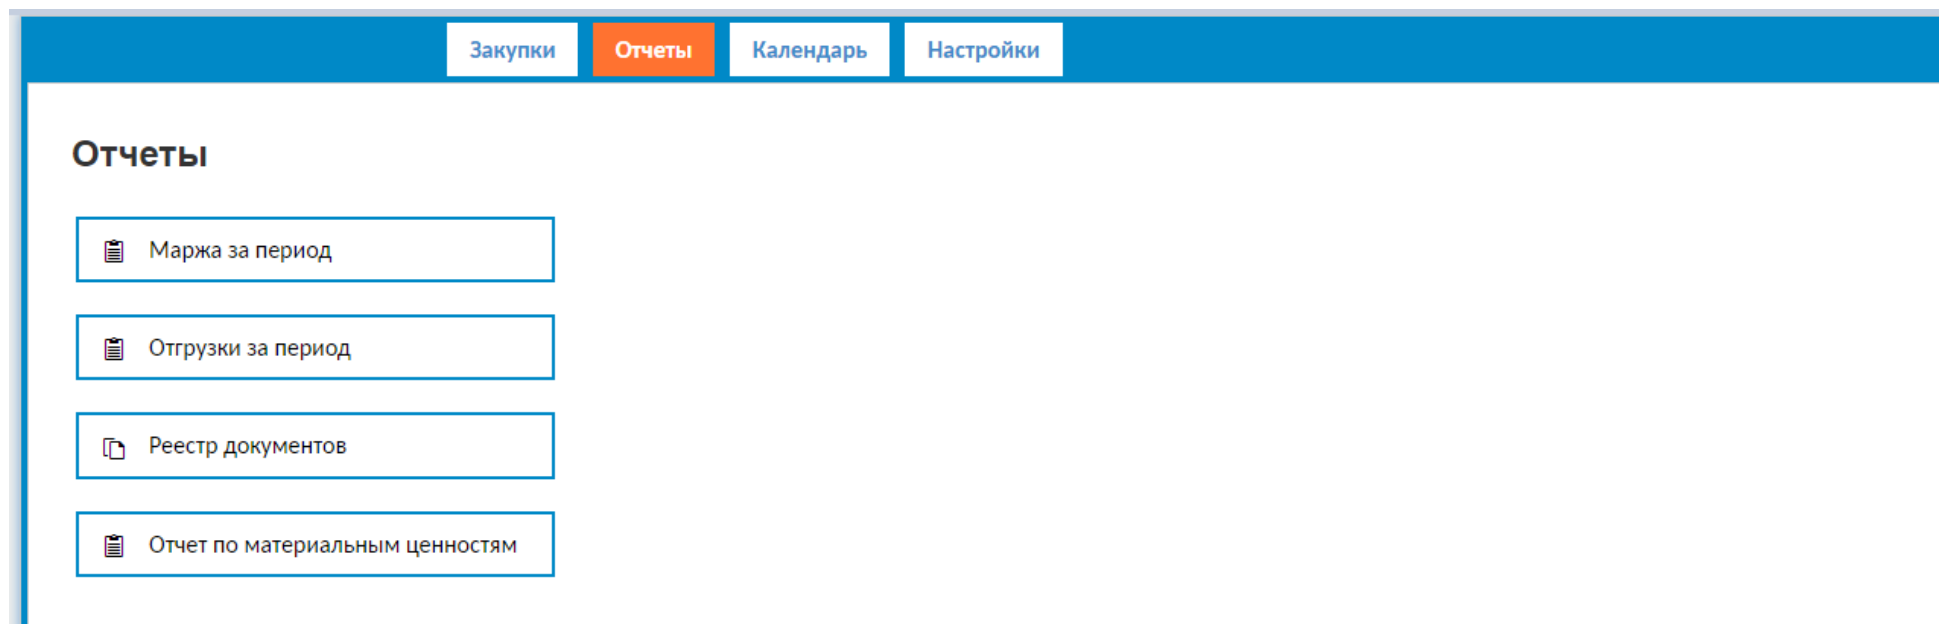 Закупки Отчеты Календарь Настройки
Отчеты
Маржа за период
Отгрузки за период
Реестр документов
Отчет по материальным ценностям